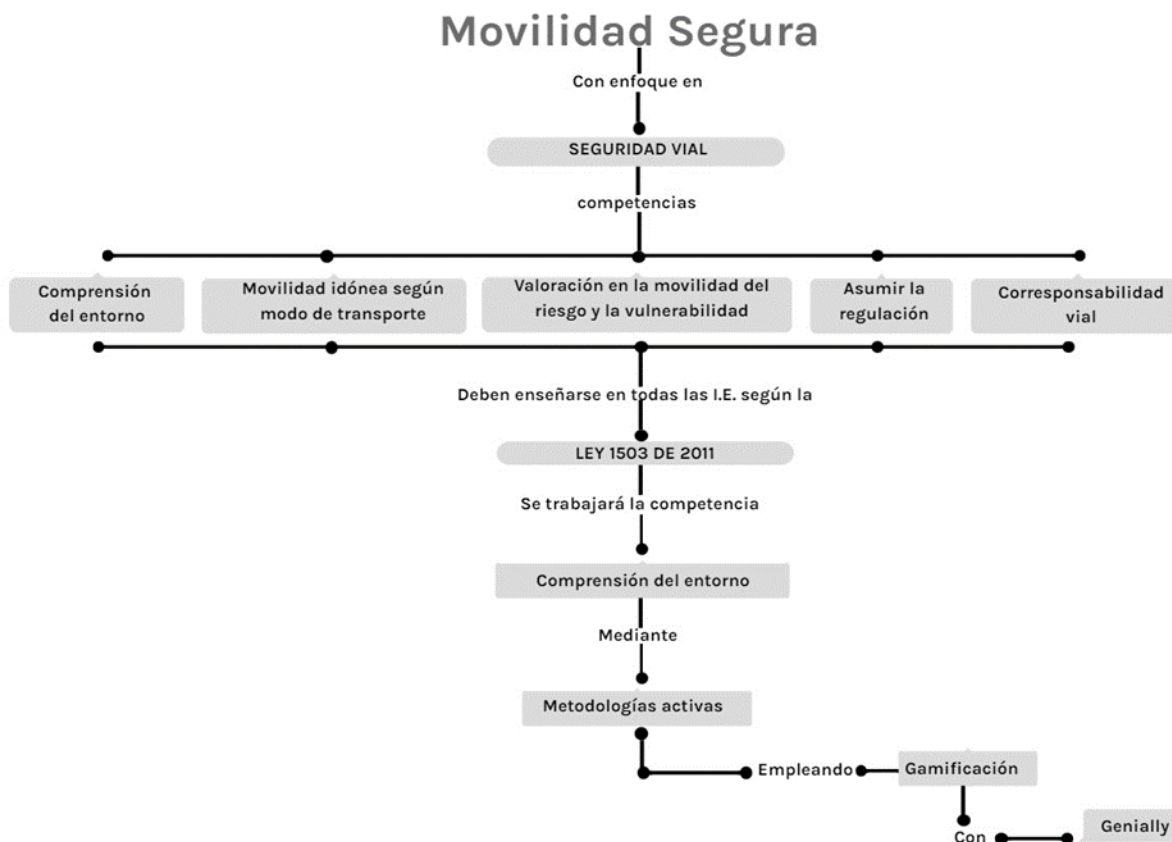 Movilidad Segura
Con enfoque en
SEGURIDAD VIAL
competencias
Comprensión
del entorno
Movilidad idónea según
modo de transporte
Valoración en la movilidad del
riesgo y la vulnerabilidad
Asumir la
regulación
Corresponsabilidad
vial
Deben enseñarse en todas las I.E. según la
LEY 1503 DE 2011
Se trabajará la competencia
Comprensión del entorno
Mediante
Metodologías activas
Empleando
Gamificación
Con
Genially